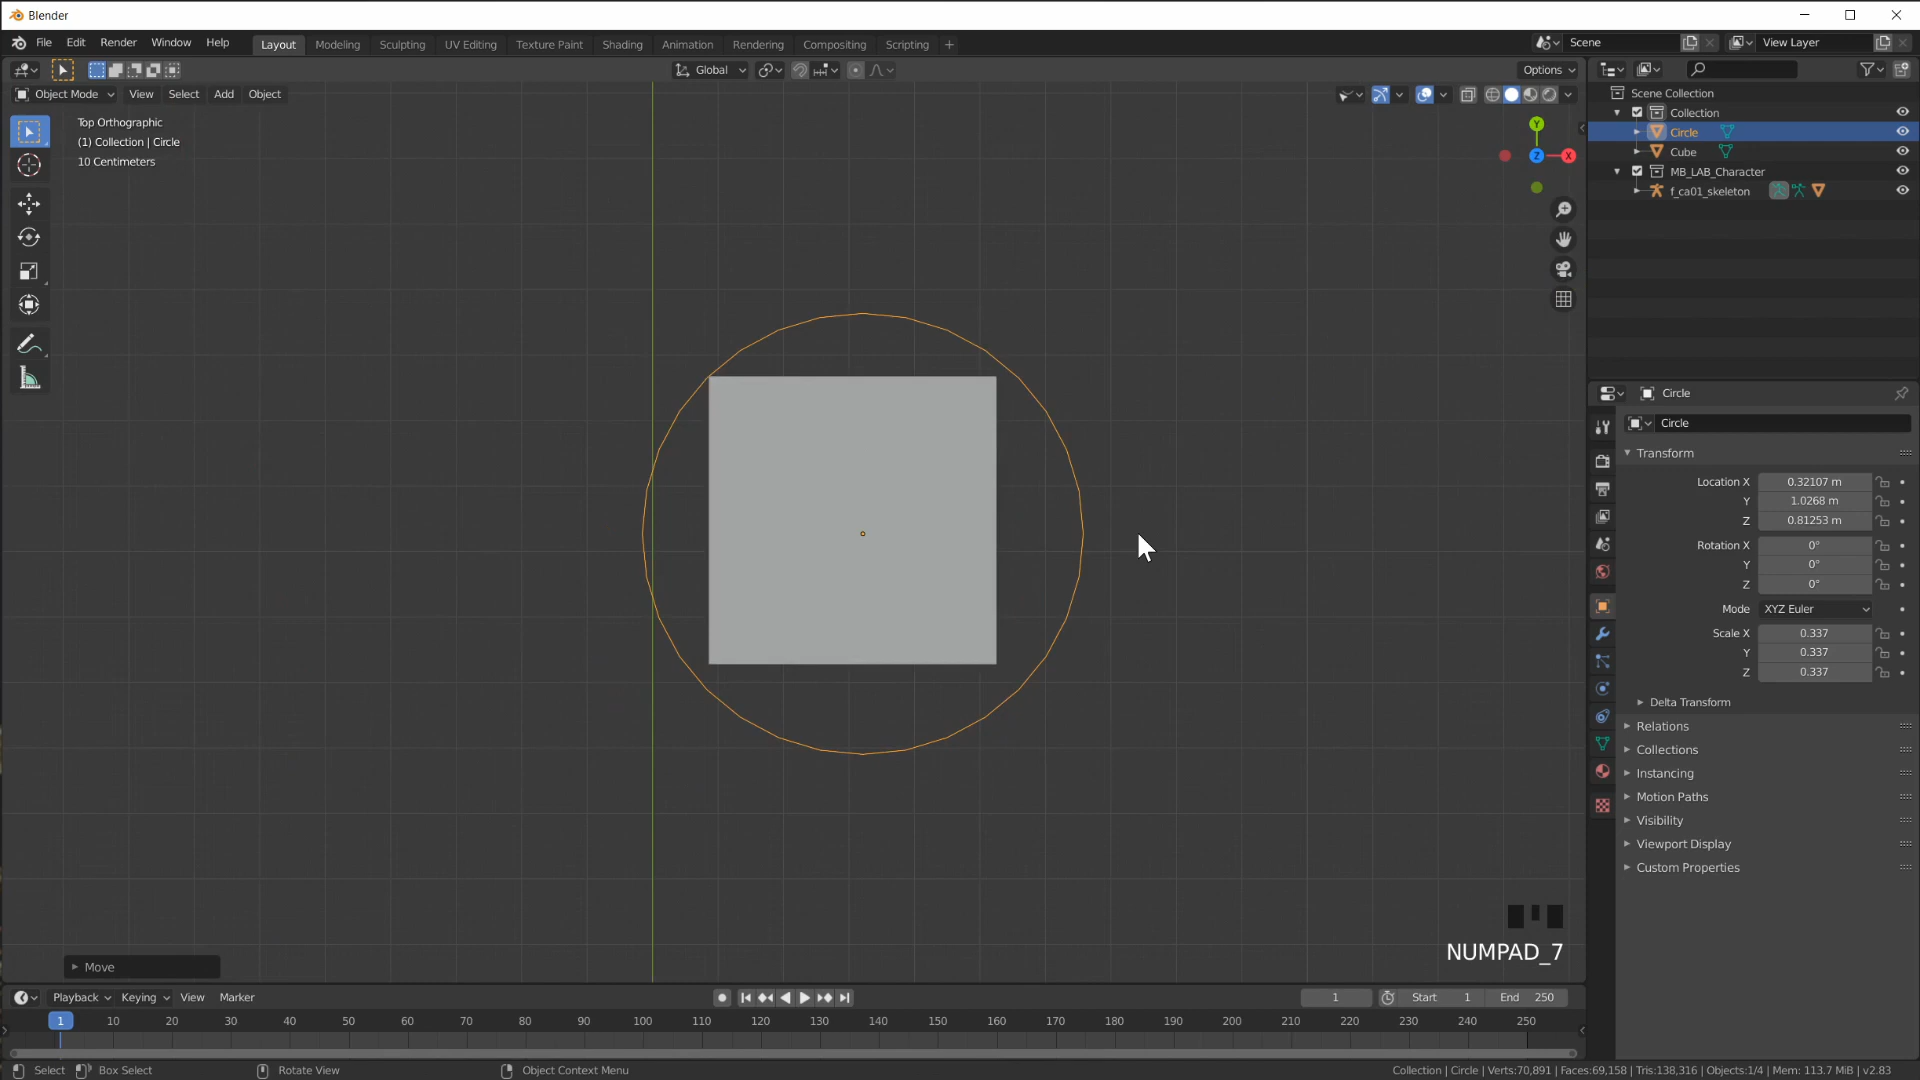 Blender
File Edit Render Window Help Layout Modeling Sculpting UV Editing Texture Paint Shading Animation Rendering Compositing Scripting + Scene View Layer
Global Options
Object Mode View Select Add Object
Top Orthographic
(1) Collection | Circle
10 Centimeters
Y
Z X
Scene Collection
Collection
Circle
Cube
MB_LAB_Character
f_ca01_skeleton
Circle
Circle
Transform
Location X 0.32107 m
Y 1.0268 m
Z 0.81253 m
Rotation X 0°
Y 0°
Z 0°
Mode XYZ Euler
Scale X 0.337
Y 0.337
Z 0.337
Delta Transform
Relations
Collections
Instancing
Motion Paths
Visibility
Viewport Display
Custom Properties
NUMPAD_7
Move
Playback Keying View Marker 1 Start 1 End 250
1 10 20 30 40 50 60 70 80 90 100 110 120 130 140 150 160 170 180 190 200 210 220 230 240 250
Select Box Select Rotate View Object Context Menu Collection | Circle | Verts:70,891 | Faces:69,158 | Tris:138,316 | Objects:1/4 | Mem: 113.7 MiB | v2.83